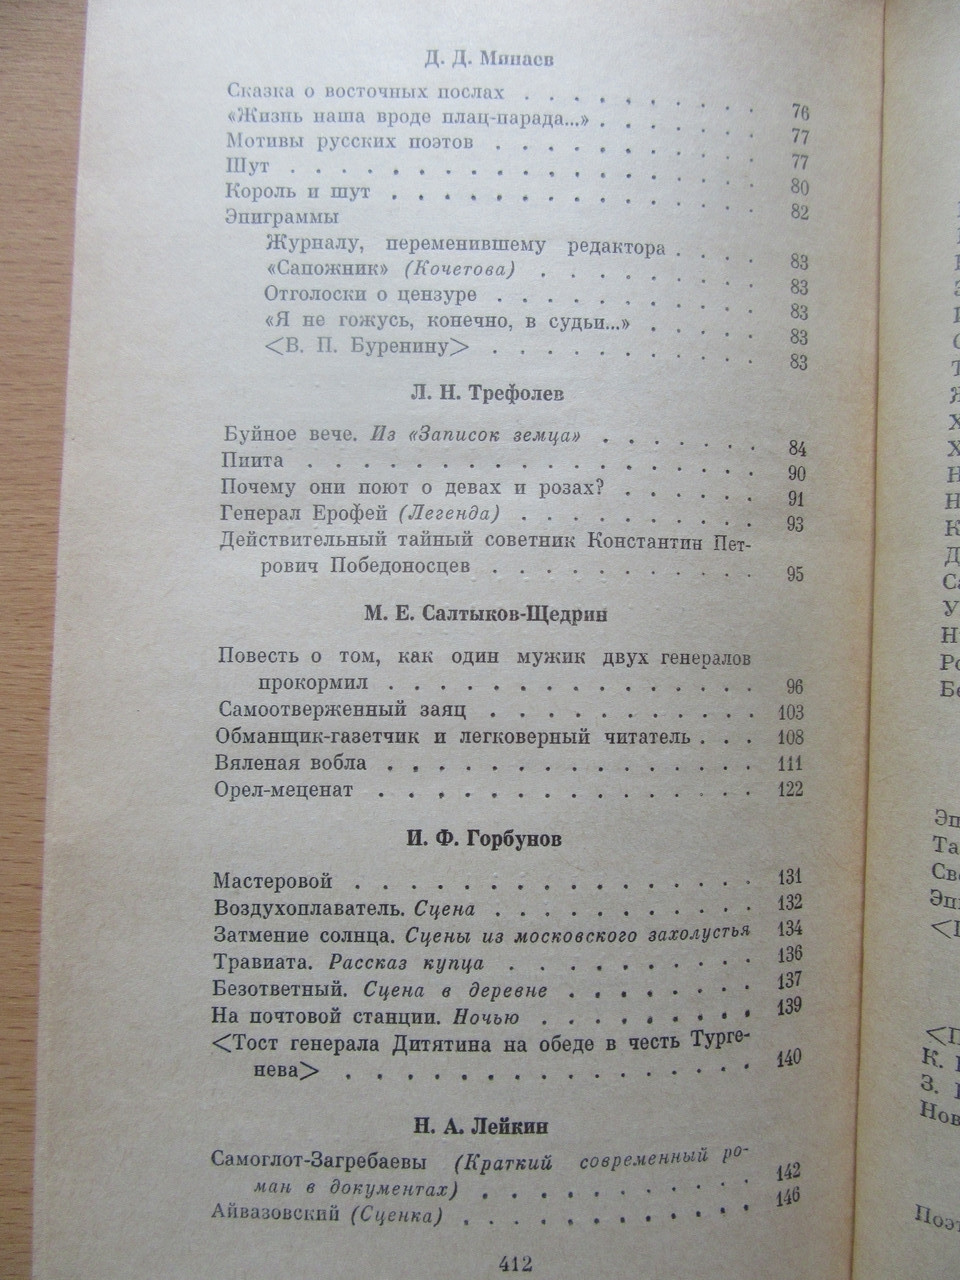 Д. Д. Минаев
Сказка о восточных послах . . . . . . . . . . 76
«Жизнь наша вроде плац-парада...» . . . . . . . 77
Мотивы русских поэтов . . . . . . . . . . . 77
Шут . . . . . . . . . . . . . . . . . . 80
Король и шут . . . . . . . . . . . . . . . 82
Эпиграммы
Журналу, переменившему редактора . . . . 83
«Сапожник» (Кочетова) . . . . . . . . . 83
Отголоски о цензуре . . . . . . . . . . . 83
«Я не гожусь, конечно, в судьи...» . . . . . 83
<В. П. Буренину> . . . . . . . . . . . 83
Л. Н. Трефолев
Буйное вече. Из «Записок земца» . . . . . . . 84
Пиита . . . . . . . . . . . . . . . . . 90
Почему они поют о девах и розах? . . . . . . 91
Генерал Ерофей (Легенда) . . . . . . . . . . 93
Действительный тайный советник Константин Пет-
рович Победоносцев . . . . . . . . . . . 95
М. Е. Салтыков-Щедрин
Повесть о том, как один мужик двух генералов
прокормил . . . . . . . . . . . . . . . 96
Самоотверженный заяц . . . . . . . . . . . 103
Обманщик-газетчик и легковерный читатель . . . 108
Вяленая вобла . . . . . . . . . . . . . . . 111
Орел-меценат . . . . . . . . . . . . . . . 122
И. Ф. Горбунов
Мастеровой . . . . . . . . . . . . . . . . 131
Воздухоплаватель. Сцена . . . . . . . . . . . 132
Затмение солнца. Сцены из московского захолустья 134
Травиата. Рассказ купца . . . . . . . . . . 136
Безответный. Сцена в деревне . . . . . . . . 137
На почтовой станции. Ночью . . . . . . . . . 139
<Тост генерала Дитятина на обеде в честь Турге-
нева> . . . . . . . . . . . . . . . . 140
Н. А. Лейкин
Самоглот-Загребаевы (Краткий современный ро-
ман в документах) . . . . . . . . . . . 142
Айвазовский (Сценка) . . . . . . . . . . . . 146
412